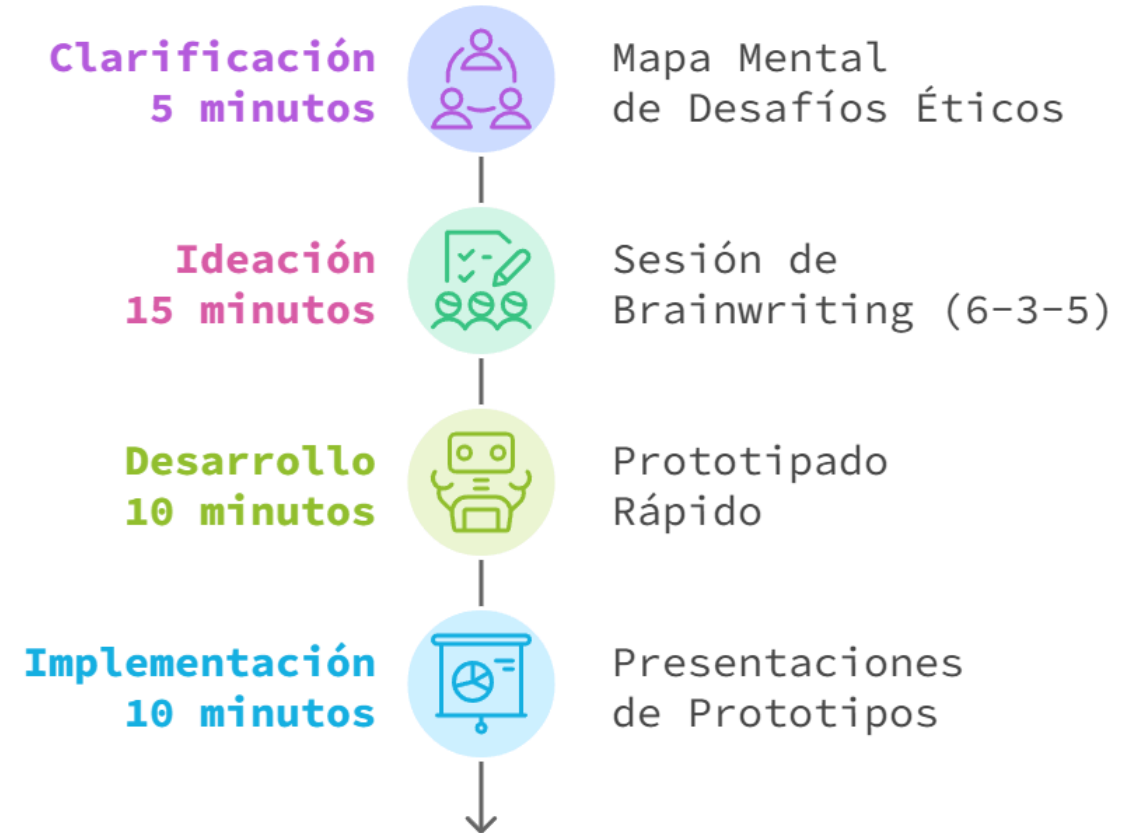 Clarificación
5 minutos
Mapa Mental
de Desafíos Éticos
Ideación
15 minutos
Sesión de
Brainwriting (6-3-5)
Desarrollo
10 minutos
Prototipado
Rápido
Implementación
10 minutos
Presentaciones
de Prototipos